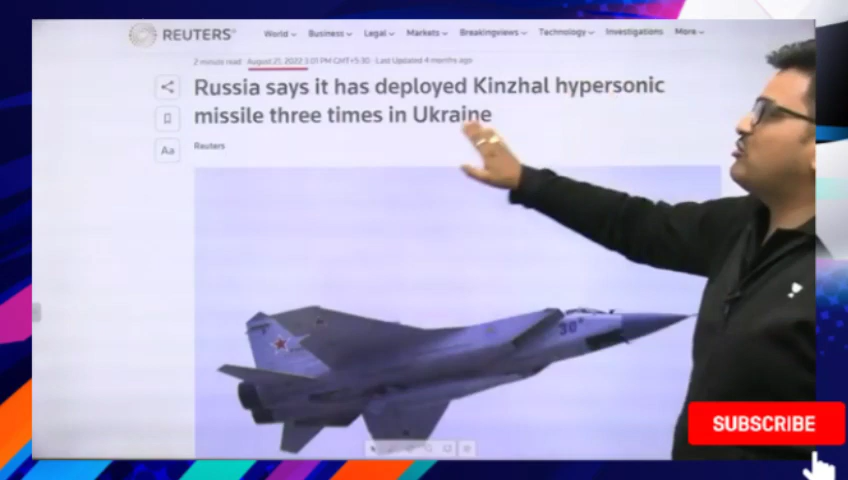 REUTERS
World Business Legal Markets Breakingviews Technology Investigations More
2 minute read August 21, 2022 3:01 PM GMT+5:30 Last Updated 4 months ago
Russia says it has deployed Kinzhal hypersonic
missile three times in Ukraine
Aa
Reuters
30
SUBSCRIBE